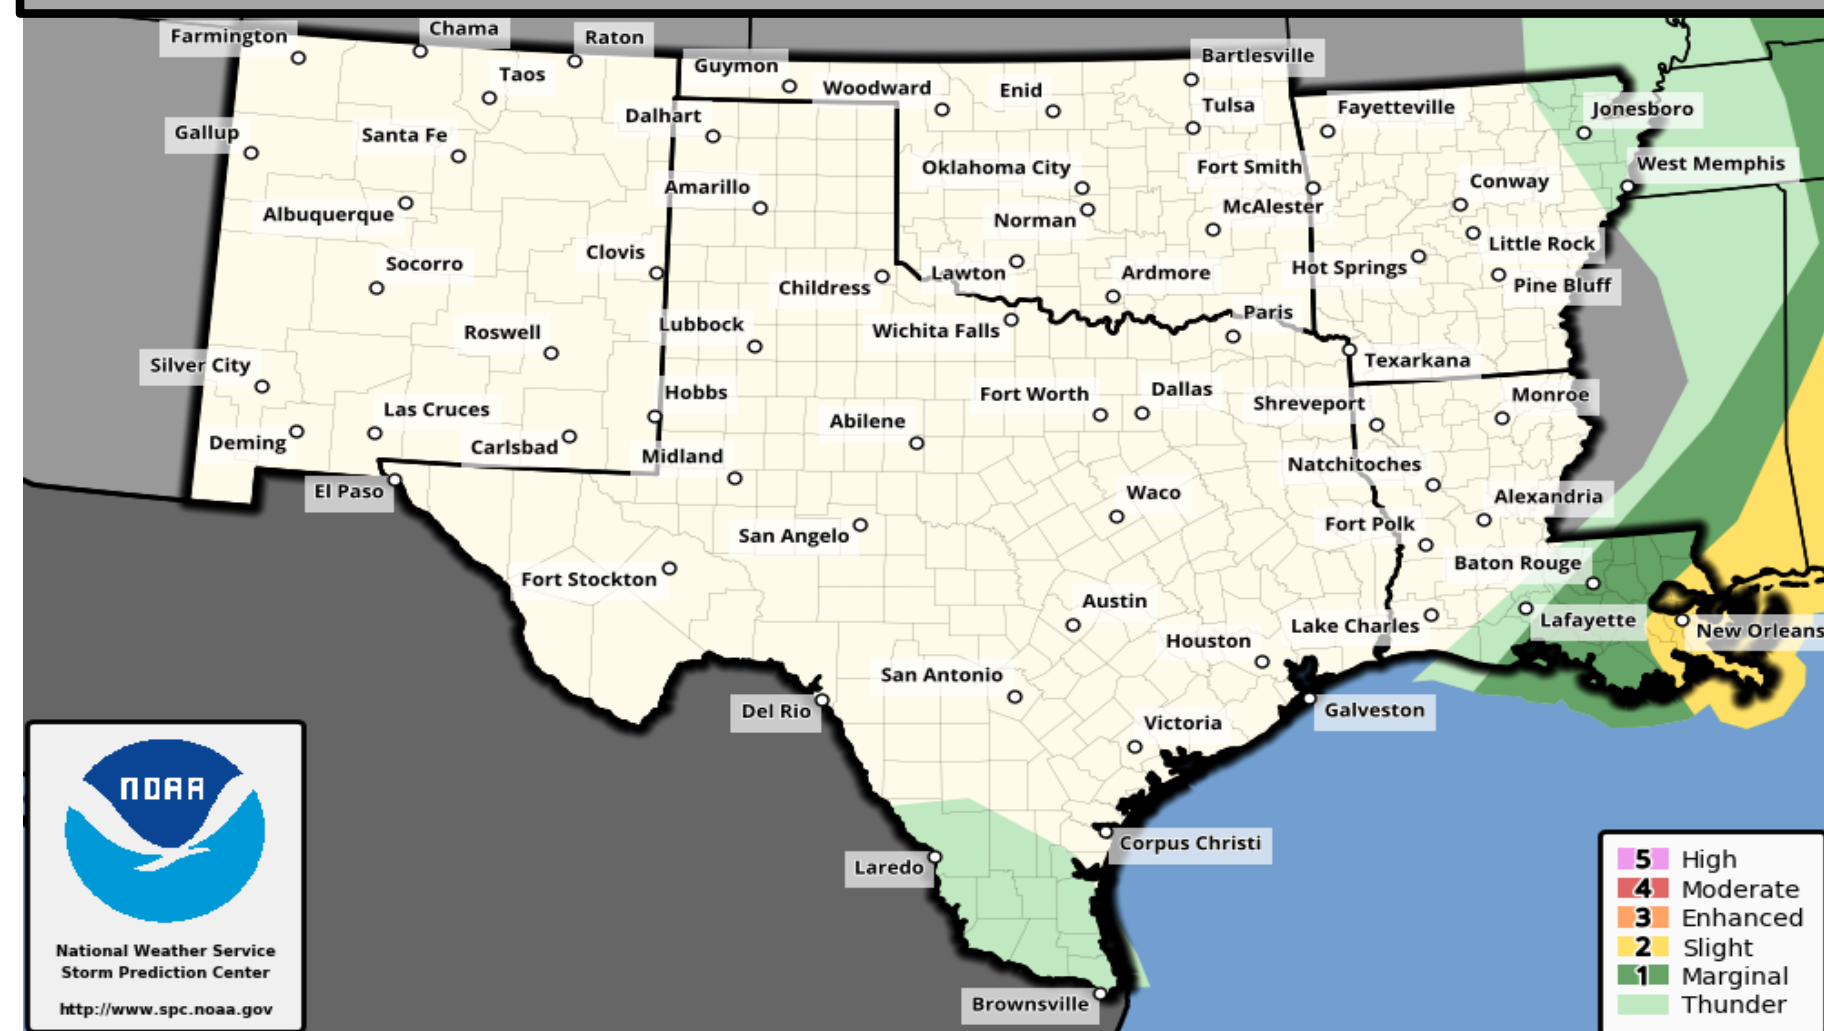 Farmington
Chama
Raton
Taos
Guymon
Woodward
Enid
Bartlesville
Tulsa
Fayetteville
Jonesboro
Gallup
Santa Fe
Dalhart
Amarillo
Oklahoma City
Fort Smith
Conway
West Memphis
Albuquerque
Norman
McAlester
Little Rock
Socorro
Clovis
Childress
Lawton
Ardmore
Hot Springs
Pine Bluff
Roswell
Lubbock
Wichita Falls
Paris
Texarkana
Silver City
Hobbs
Fort Worth
Dallas
Shreveport
Monroe
Las Cruces
Deming
Carlsbad
Midland
Abilene
Natchitoches
El Paso
Waco
Alexandria
San Angelo
Fort Polk
Fort Stockton
Baton Rouge
Austin
Lafayette
New Orleans
Houston
Lake Charles
San Antonio
Del Rio
Victoria
Galveston
Corpus Christi
Laredo
Brownsville
NOAA
National Weather Service
Storm Prediction Center
http://www.spc.noaa.gov
5 High
4 Moderate
3 Enhanced
2 Slight
1 Marginal
Thunder